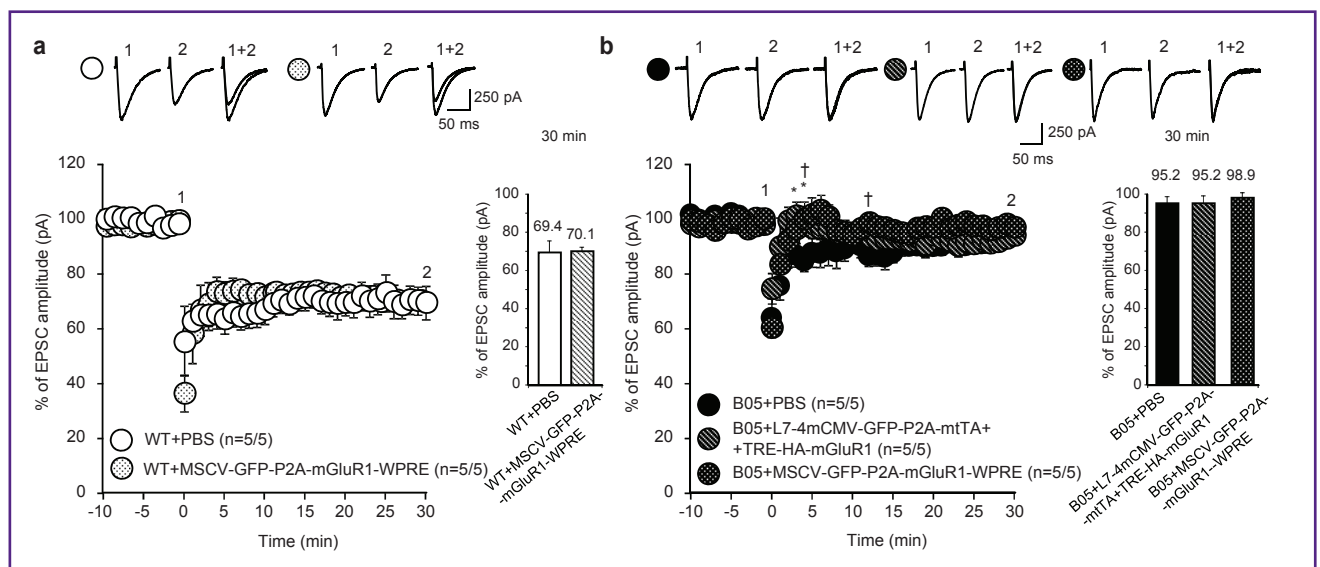 a
1 2 1+2 1 2 1+2
250 pA
50 ms
30 min
120
100
80
60
40
20
0
% of EPSC amplitude (pA)
1
2
WT+PBS (n=5/5)
WT+MSCV-GFP-P2A-mGluR1-WPRE (n=5/5)
-10 -5 0 5 10 15 20 25 30
Time (min)
100
80
60
40
20
0
% of EPSC amplitude (pA)
69.4
70.1
WT+PBS
WT+MSCV-GFP-P2A-
-mGluR1-WPRE
b
1 2 1+2 1 2 1+2 1 2 1+2
250 pA
50 ms
30 min
120
100
80
60
40
20
0
% of EPSC amplitude (pA)
1
*
†
*
†
2
B05+PBS (n=5/5)
B05+L7-4mCMV-GFP-P2A-mtTA+
+TRE-HA-mGluR1 (n=5/5)
B05+MSCV-GFP-P2A-mGluR1-WPRE (n=5/5)
-10 -5 0 5 10 15 20 25 30
Time (min)
100
80
60
40
20
0
% of EPSC amplitude (pA)
95.2 95.2 98.9
B05+PBS
B05+L7-4mCMV-GFP-P2A-
-mtTA+TRE-HA-mGluR1
B05+MSCV-GFP-P2A-
-mGluR1--WPRE